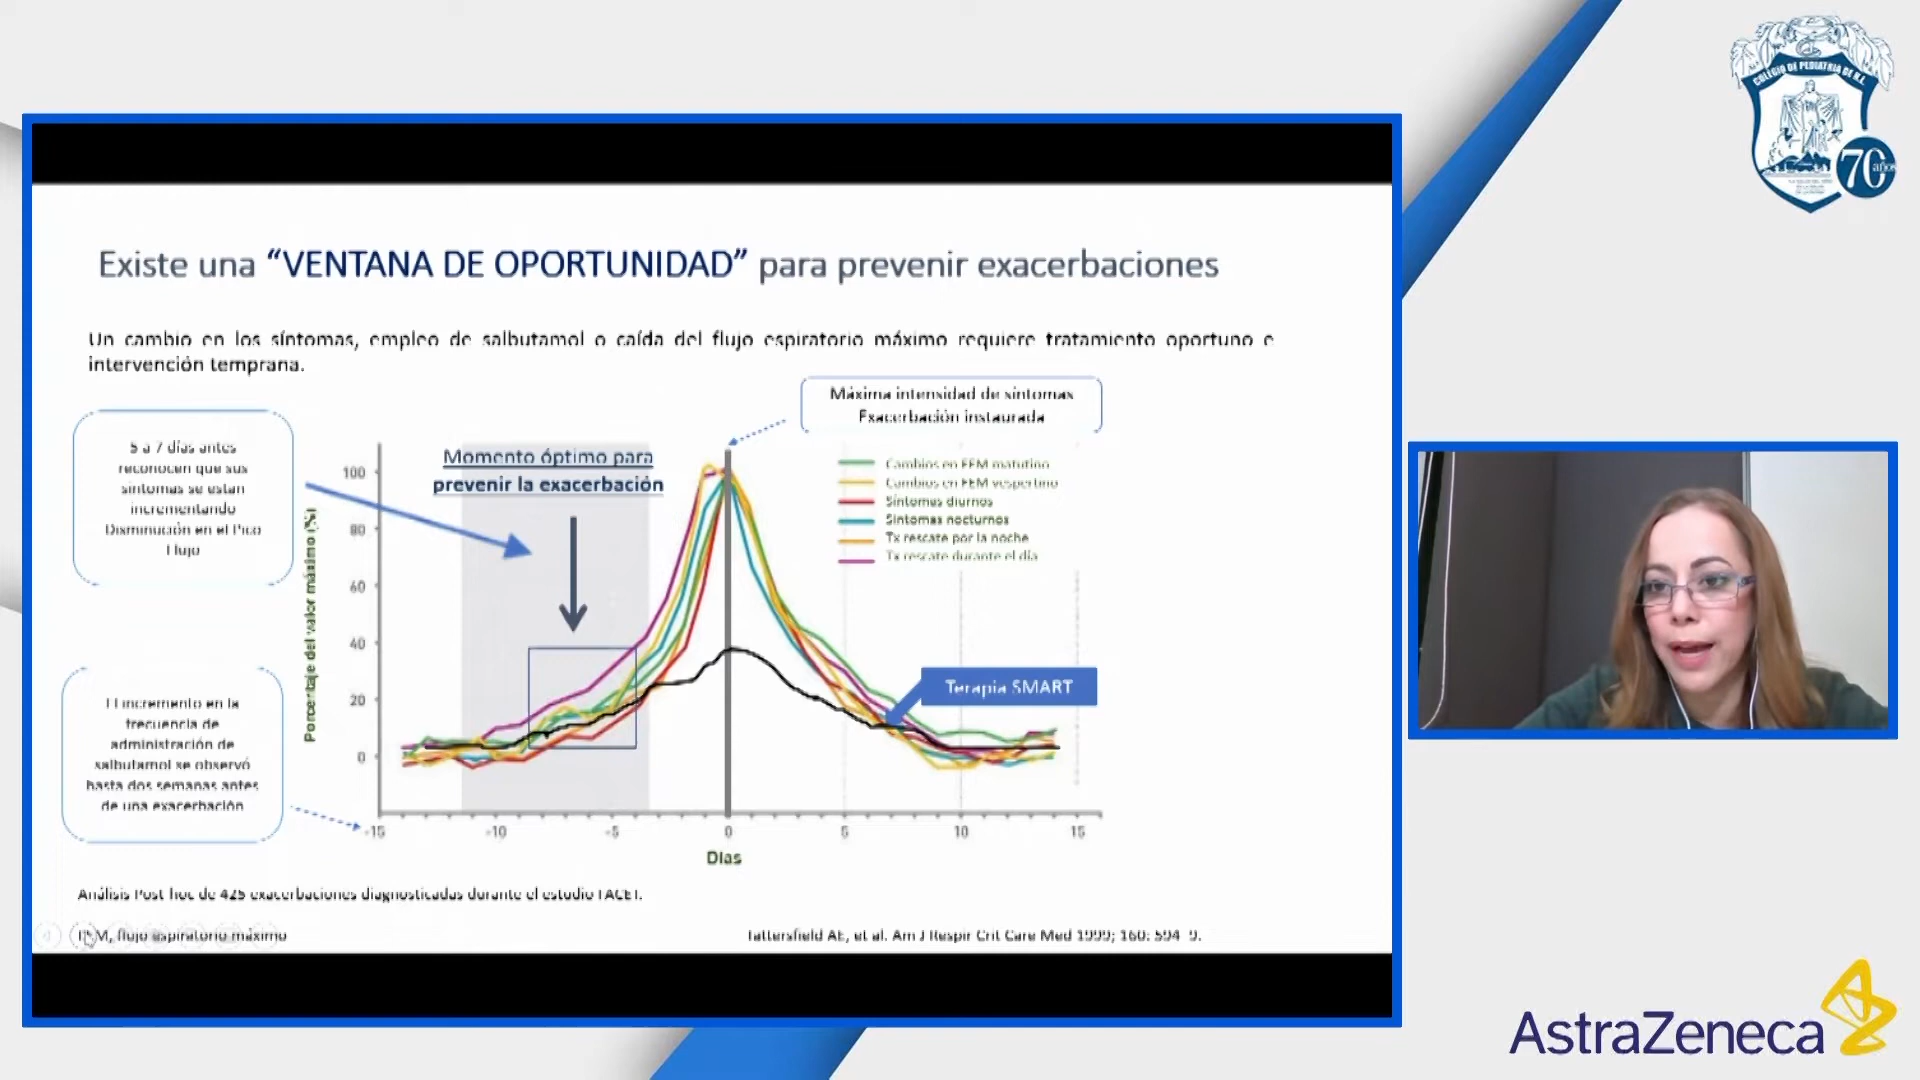 COLEGIO DE PEDIATRIA DE N.L.
70
años
Existe una “VENTANA DE OPORTUNIDAD” para prevenir exacerbaciones
Un cambio en los síntomas, empleo de salbutamol o caída del flujo espiratorio máximo requiere tratamiento oportuno e
intervención temprana.
Máxima intensidad de síntomas
Exacerbación instaurada
5 a 7 días antes
reconocen que sus
síntomas se están
incrementando
Disminución en el Pico
Flujo
Momento óptimo para
prevenir la exacerbación
Cambios en FEM matutino
Cambios en FEM vespertino
Síntomas diurnos
Síntomas nocturnos
Tx rescate por la noche
Tx rescate durante el día
Porcentaje del valor máximo (%)
100
80
60
40
20
0
Terapia SMART
El incremento en la
frecuencia de
administración de
salbutamol se observó
hasta dos semanas antes
de una exacerbación
-15 -10 -5 0 5 10 15
Días
Análisis Post hoc de 425 exacerbaciones diagnosticadas durante el estudio FACET.
FEM, flujo espiratorio máximo
Tattersfield AE, et al. Am J Respir Crit Care Med 1999; 160: 594-9.
AstraZeneca